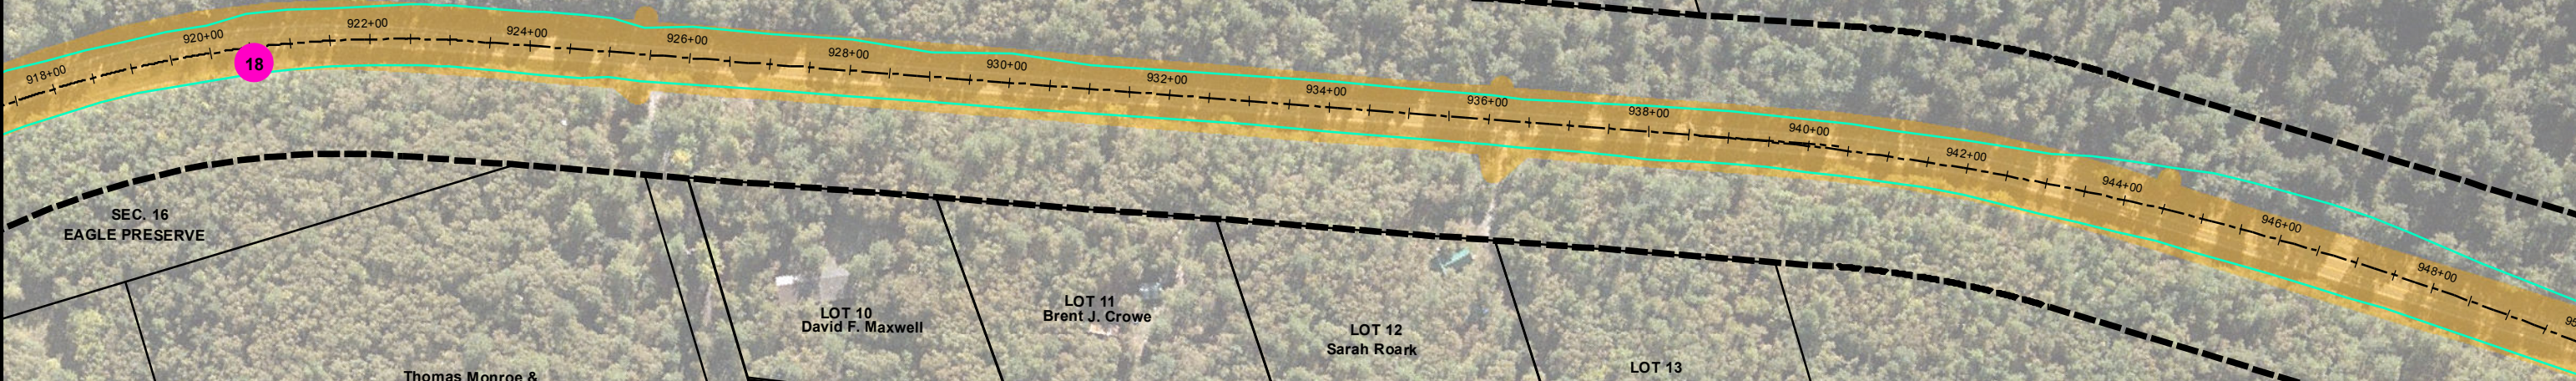 918+00
920+00
18
922+00
924+00
926+00
928+00
930+00
932+00
934+00
936+00
938+00
940+00
942+00
944+00
946+00
948+00
SEC. 16
EAGLE PRESERVE
Thomas Monroe &
LOT 10
David F. Maxwell
LOT 11
Brent J. Crowe
LOT 12
Sarah Roark
LOT 13